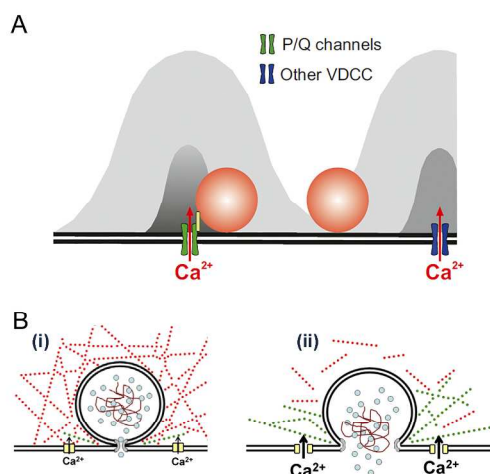 A
P/Q channels
Other VDCC
Ca2+
Ca2+
B
(i)
(ii)
Ca2+
Ca2+
Ca2+
Ca2+